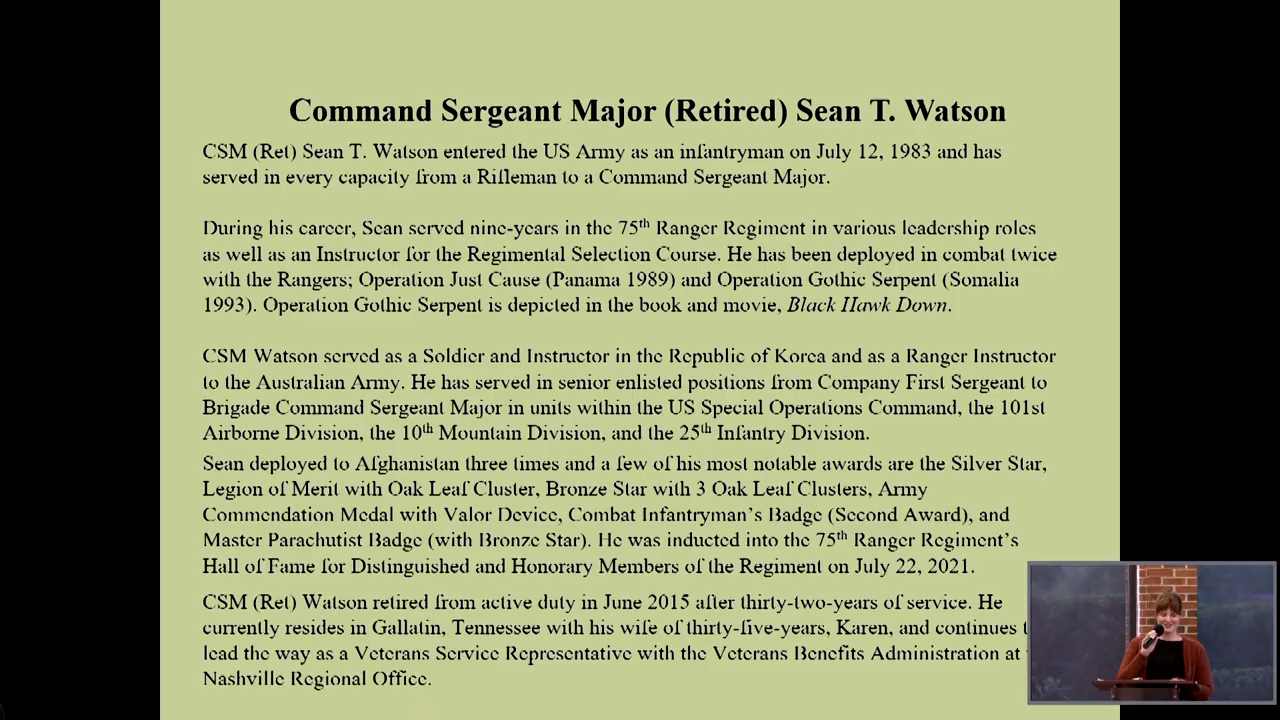 Command Sergeant Major (Retired) Sean T. Watson
CSM (Ret) Sean T. Watson entered the US Army as an infantryman on July 12, 1983 and has
served in every capacity from a Rifleman to a Command Sergeant Major.
During his career, Sean served nine-years in the 75th Ranger Regiment in various leadership roles
as well as an Instructor for the Regimental Selection Course. He has been deployed in combat twice
with the Rangers; Operation Just Cause (Panama 1989) and Operation Gothic Serpent (Somalia
1993). Operation Gothic Serpent is depicted in the book and movie, Black Hawk Down.
CSM Watson served as a Soldier and Instructor in the Republic of Korea and as a Ranger Instructor
to the Australian Army. He has served in senior enlisted positions from Company First Sergeant to
Brigade Command Sergeant Major in units within the US Special Operations Command, the 101st
Airborne Division, the 10th Mountain Division, and the 25th Infantry Division.
Sean deployed to Afghanistan three times and a few of his most notable awards are the Silver Star,
Legion of Merit with Oak Leaf Cluster, Bronze Star with 3 Oak Leaf Clusters, Army
Commendation Medal with Valor Device, Combat Infantryman's Badge (Second Award), and
Master Parachutist Badge (with Bronze Star). He was inducted into the 75th Ranger Regiment's
Hall of Fame for Distinguished and Honorary Members of the Regiment on July 22, 2021.
CSM (Ret) Watson retired from active duty in June 2015 after thirty-two-years of service. He
currently resides in Gallatin, Tennessee with his wife of thirty-five-years, Karen, and continues
lead the way as a Veterans Service Representative with the Veterans Benefits Administration at
Nashville Regional Office.